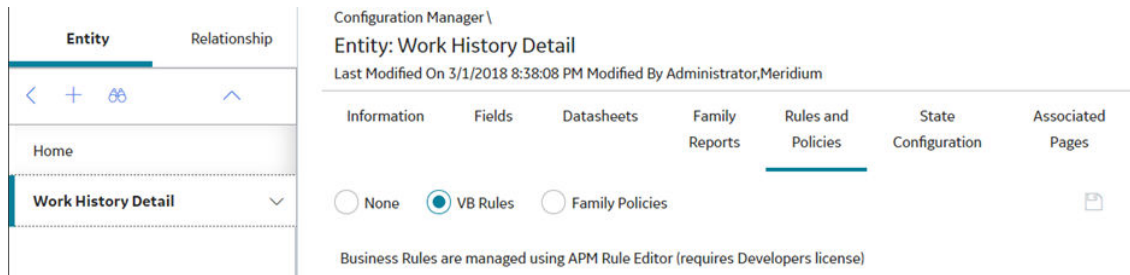 Entity Relationship
Home
Work History Detail
Configuration Manager \
Entity: Work History Detail
Last Modified On 3/1/2018 8:38:08 PM Modified By Administrator,Meridium
Information Fields Datasheets Family Reports Rules and Policies State Configuration Associated Pages
None VB Rules Family Policies
Business Rules are managed using APM Rule Editor (requires Developers license)